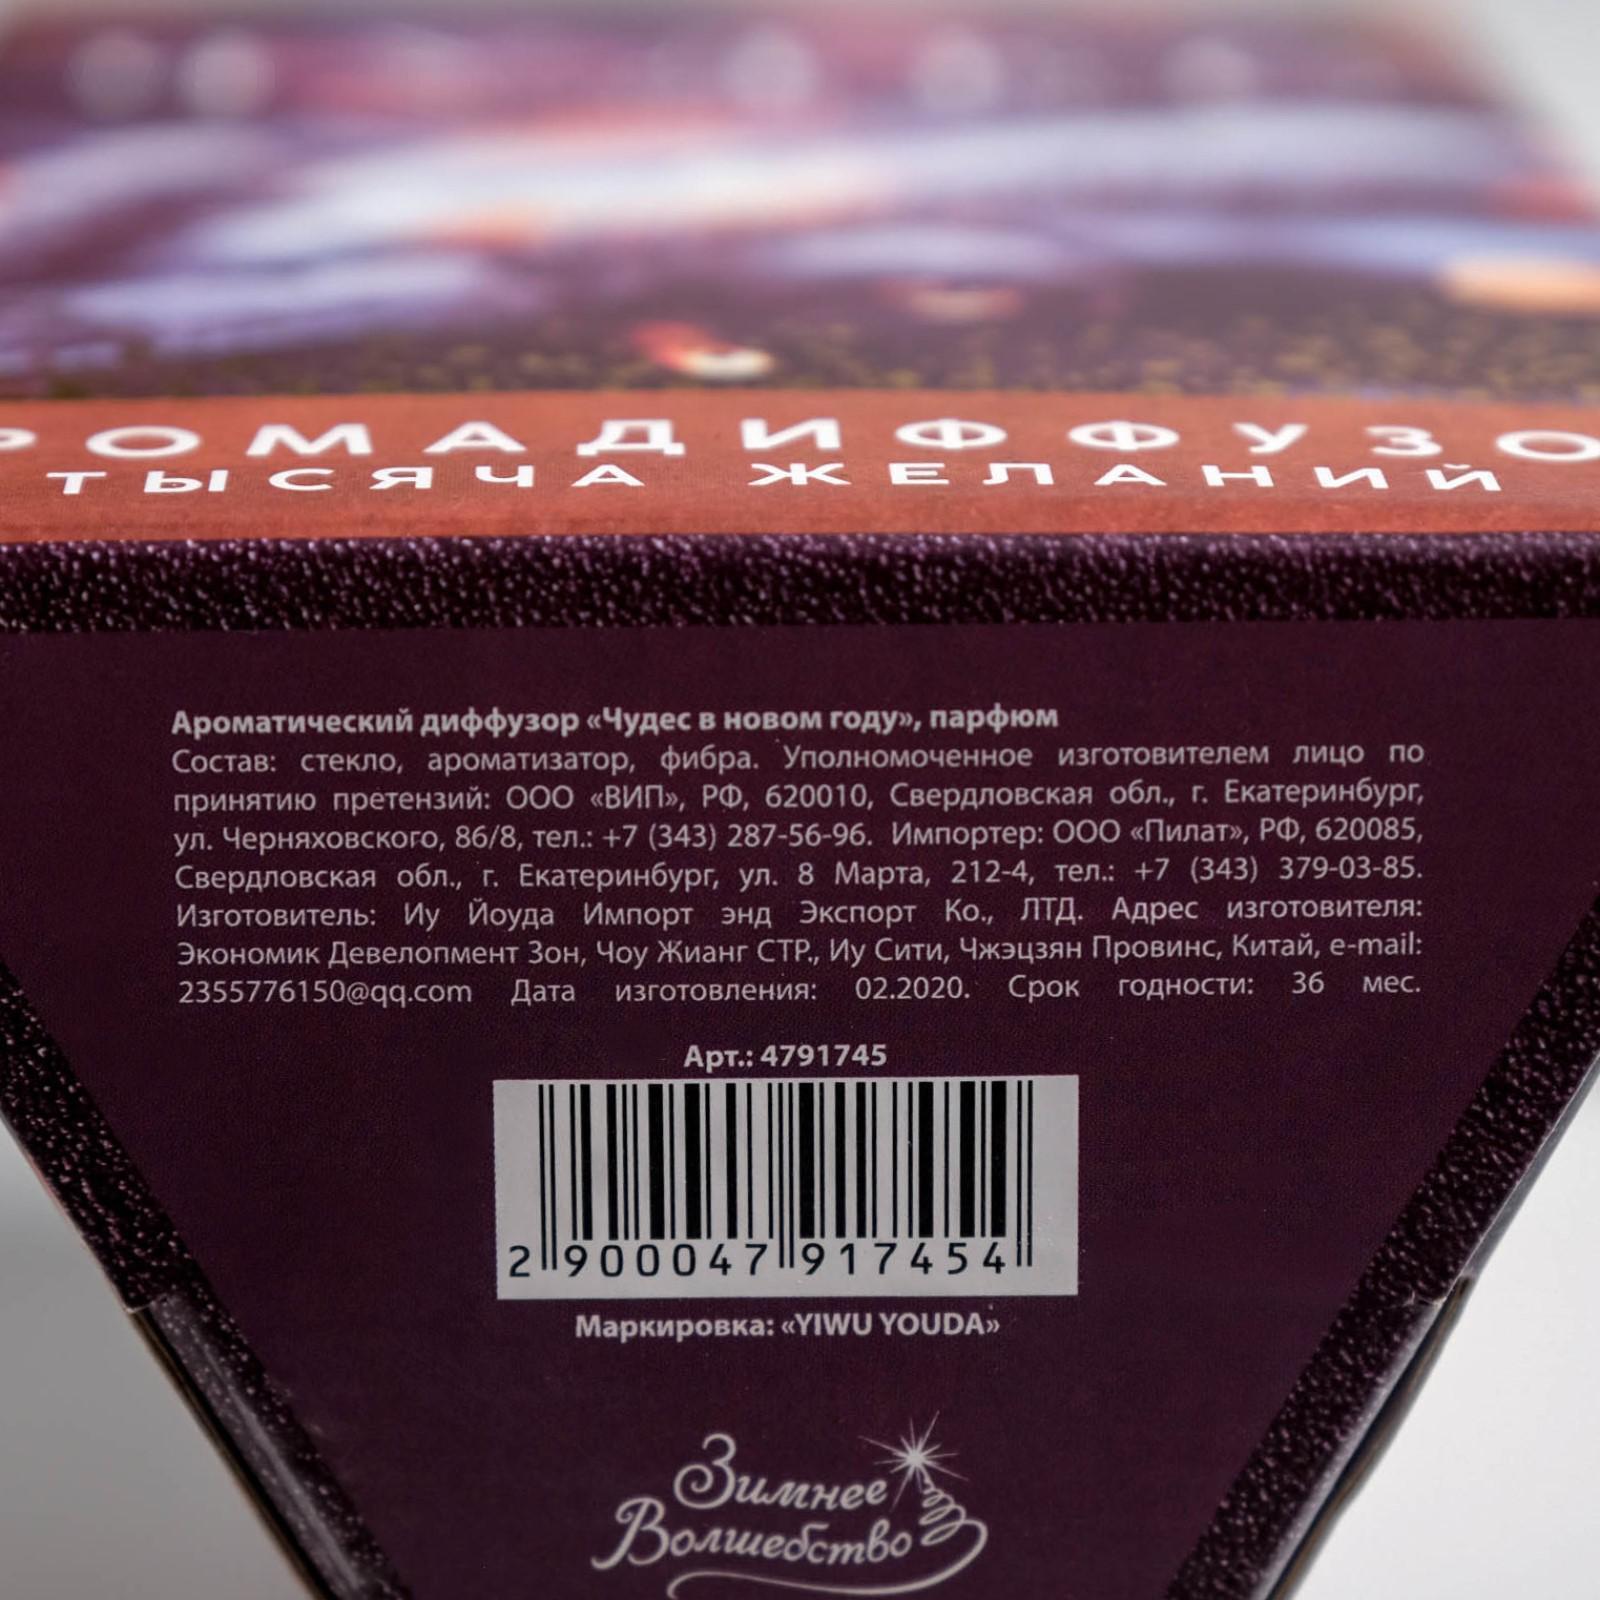 РОМАДИФФУЗО
ТЫСЯЧА ЖЕЛАНИЙ
Ароматический диффузор «Чудес в новом году», парфюм
Состав: стекло, ароматизатор, фибра. Уполномоченное изготовителем лицо по
принятию претензий: ООО «ВИП», РФ, 620010, Свердловская обл., г. Екатеринбург,
ул. Черняховского, 86/8, тел.: +7 (343) 287-56-96. Импортер: ООО «Пилат», РФ, 620085,
Свердловская обл., г. Екатеринбург, ул. 8 Марта, 212-4, тел.: +7 (343) 379-03-85.
Изготовитель: Иу Йоуда Импорт энд Экспорт Ко., ЛТД. Адрес изготовителя:
Экономик Девелопмент Зон, Чоу Жианг СТР., Иу Сити, Чжэцзян Провинс, Китай, e-mail:
2355776150@qq.com Дата изготовления: 02.2020. Срок годности: 36 мес.
Арт.: 4791745
2 900047 917454
Маркировка: «YIWU YOUDA»
Зимнее
Волшебство